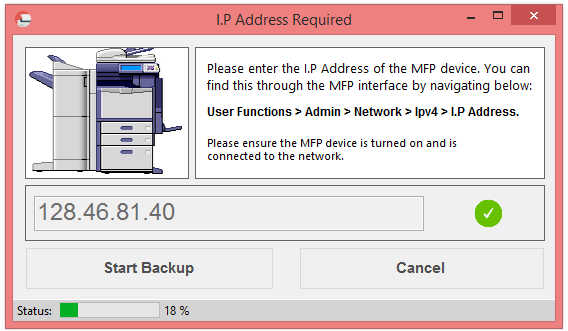 I.P Address Required
Please enter the I.P Address of the MFP device. You can
find this through the MFP interface by navigating below:
User Functions > Admin > Network > Ipv4 > I.P Address.
Please ensure the MFP device is turned on and is
connected to the network.
128.46.81.40
Start Backup
Cancel
Status:
18 %